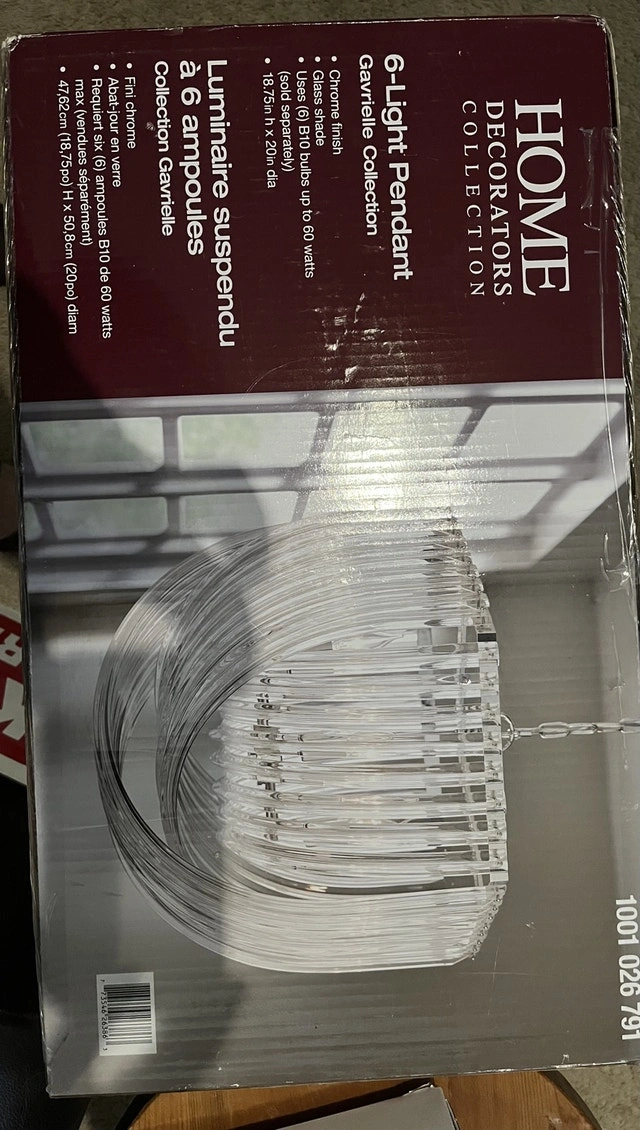 HOME
DECORATORS
COLLECTION
6-Light Pendant
Gavrielle Collection
• Chrome finish
• Glass shade
• Uses (6) B10 bulbs up to 60 watts
(sold separately)
• 18.75in h x 20in dia
Luminaire suspendu
à 6 ampoules
Collection Gavrielle
• Fini chrome
• Abat-jour en verre
• Requiert six (6) ampoules B10 de 60 watts
max (vendues séparément)
• 47,62cm (18,75po) H x 50,8cm (20po) diam
1001 026 791